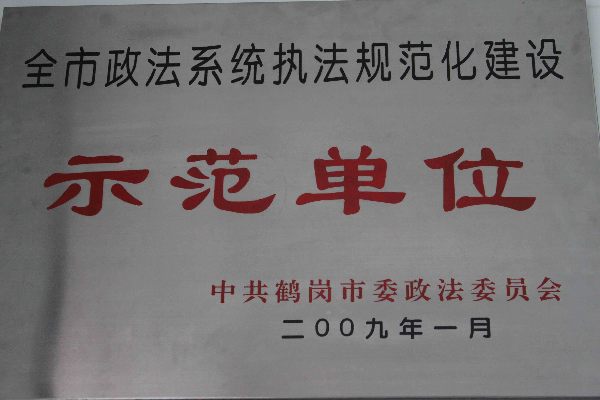 全市政法系统执法规范化建设
示范单位
中共鹤岗市委政法委员会
二00九年一月